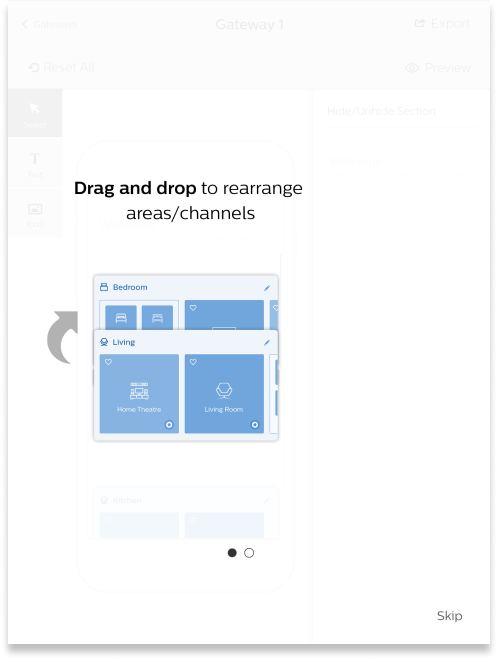 Gateways
Gateway 1
Export
Reset All
Preview
Select
Hide/Unhide Section
T
Text
Icon
Drag and drop to rearrange
areas/channels
Bedroom
Living
Home Theatre
Living Room
Kitchen
Skip